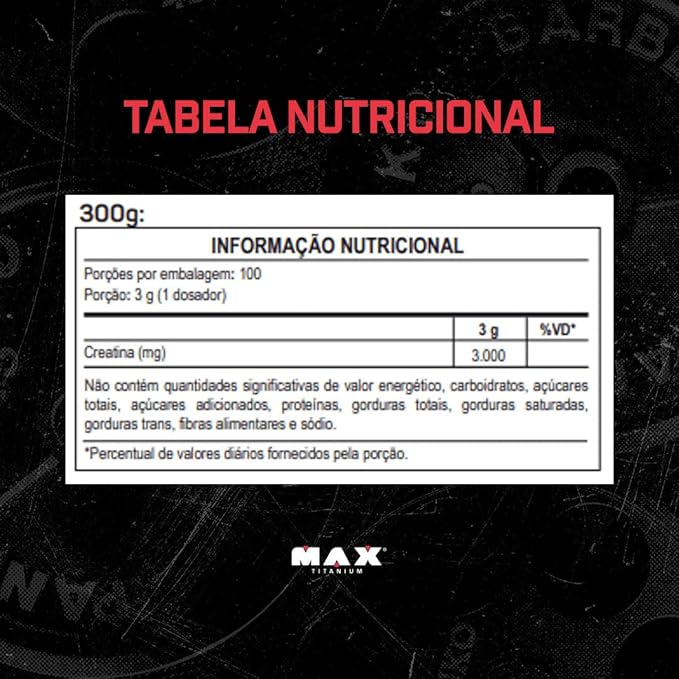 TABELA NUTRICIONAL
300g:
INFORMAÇÃO NUTRICIONAL
Porções por embalagem: 100
Porção: 3 g (1 dosador)
3 g %VD*
Creatina (mg) 3.000
Não contém quantidades significativas de valor energético, carboidratos, açúcares
totais, açúcares adicionados, proteínas, gorduras totais, gorduras saturadas,
gorduras trans, fibras alimentares e sódio.
*Percentual de valores diários fornecidos pela porção.
MAX®
TITANIUM